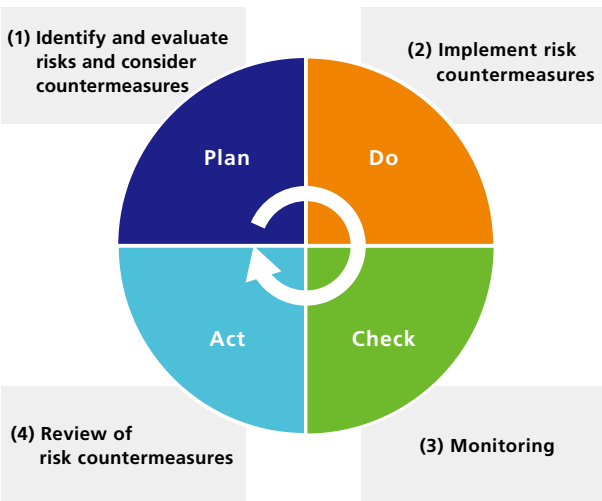 (1) Identify and evaluate
risks and consider
countermeasures
(2) Implement risk
countermeasures
Plan
Do
Act
Check
(4) Review of
risk countermeasures
(3) Monitoring